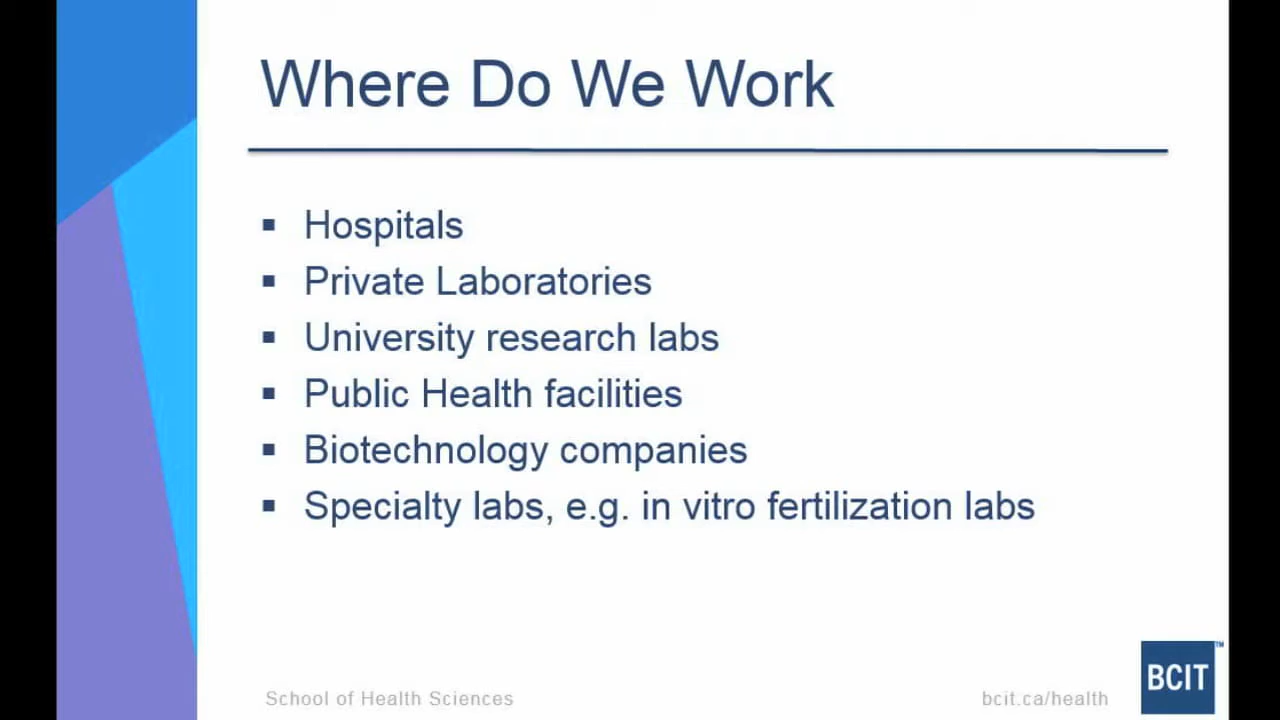 Where Do We Work
▪ Hospitals
▪ Private Laboratories
▪ University research labs
▪ Public Health facilities
▪ Biotechnology companies
▪ Specialty labs, e.g. in vitro fertilization labs
School of Health Sciences
bcit.ca/health
BCIT™